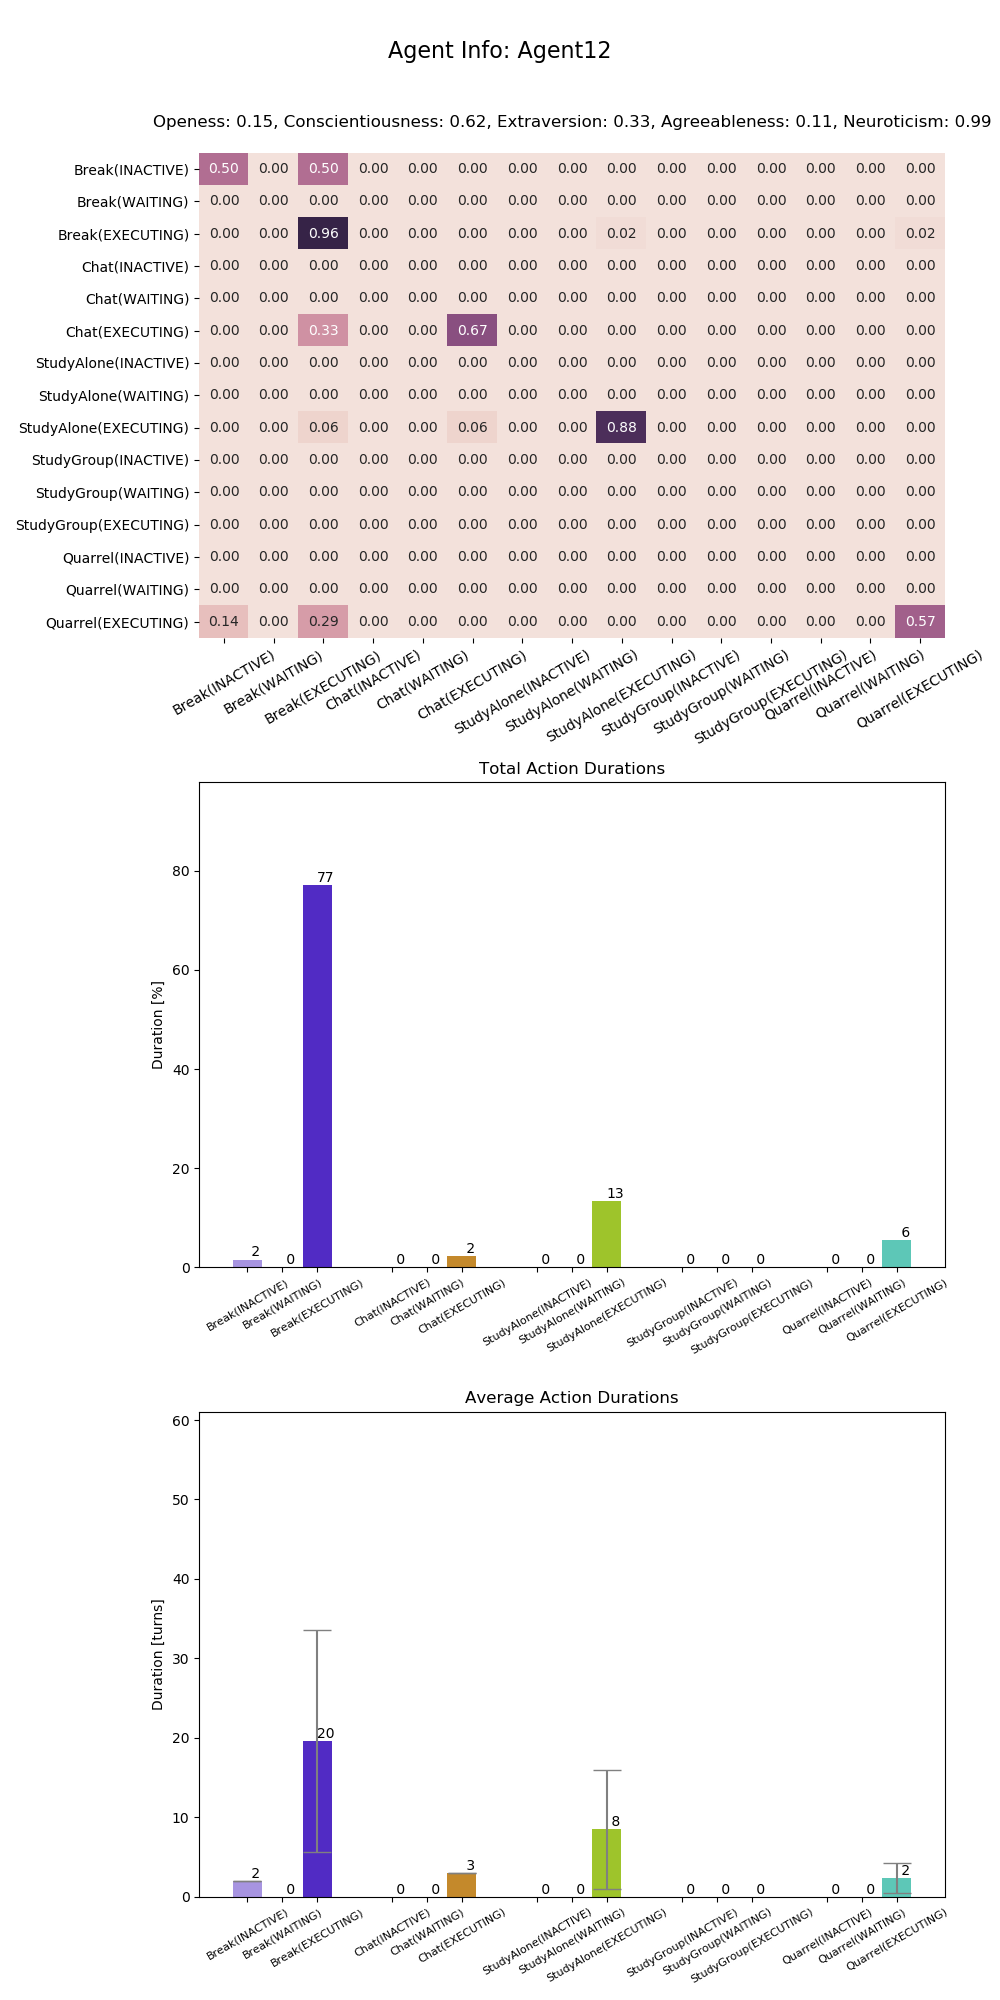 Agent Info: Agent12
Openess: 0.15, Conscientiousness: 0.62, Extraversion: 0.33, Agreeableness: 0.11, Neuroticism: 0.99
Break(INACTIVE) 0.50 0.00 0.50 0.00 0.00 0.00 0.00 0.00 0.00 0.00 0.00 0.00 0.00 0.00 0.00
Break(WAITING) 0.00 0.00 0.00 0.00 0.00 0.00 0.00 0.00 0.00 0.00 0.00 0.00 0.00 0.00 0.00
Break(EXECUTING) 0.00 0.00 0.96 0.00 0.00 0.00 0.00 0.00 0.02 0.00 0.00 0.00 0.00 0.00 0.02
Chat(INACTIVE) 0.00 0.00 0.00 0.00 0.00 0.00 0.00 0.00 0.00 0.00 0.00 0.00 0.00 0.00 0.00
Chat(WAITING) 0.00 0.00 0.00 0.00 0.00 0.00 0.00 0.00 0.00 0.00 0.00 0.00 0.00 0.00 0.00
Chat(EXECUTING) 0.00 0.00 0.33 0.00 0.00 0.67 0.00 0.00 0.00 0.00 0.00 0.00 0.00 0.00 0.00
StudyAlone(INACTIVE) 0.00 0.00 0.00 0.00 0.00 0.00 0.00 0.00 0.00 0.00 0.00 0.00 0.00 0.00 0.00
StudyAlone(WAITING) 0.00 0.00 0.00 0.00 0.00 0.00 0.00 0.00 0.00 0.00 0.00 0.00 0.00 0.00 0.00
StudyAlone(EXECUTING) 0.00 0.00 0.06 0.00 0.00 0.06 0.00 0.00 0.88 0.00 0.00 0.00 0.00 0.00 0.00
StudyGroup(INACTIVE) 0.00 0.00 0.00 0.00 0.00 0.00 0.00 0.00 0.00 0.00 0.00 0.00 0.00 0.00 0.00
StudyGroup(WAITING) 0.00 0.00 0.00 0.00 0.00 0.00 0.00 0.00 0.00 0.00 0.00 0.00 0.00 0.00 0.00
StudyGroup(EXECUTING) 0.00 0.00 0.00 0.00 0.00 0.00 0.00 0.00 0.00 0.00 0.00 0.00 0.00 0.00 0.00
Quarrel(INACTIVE) 0.00 0.00 0.00 0.00 0.00 0.00 0.00 0.00 0.00 0.00 0.00 0.00 0.00 0.00 0.00
Quarrel(WAITING) 0.00 0.00 0.00 0.00 0.00 0.00 0.00 0.00 0.00 0.00 0.00 0.00 0.00 0.00 0.00
Quarrel(EXECUTING) 0.14 0.00 0.29 0.00 0.00 0.00 0.00 0.00 0.00 0.00 0.00 0.00 0.00 0.00 0.57
Break(INACTIVE) Break(WAITING) Break(EXECUTING) Chat(INACTIVE) Chat(WAITING) Chat(EXECUTING) StudyAlone(INACTIVE) StudyAlone(WAITING) StudyAlone(EXECUTING) StudyGroup(INACTIVE) StudyGroup(WAITING) StudyGroup(EXECUTING) Quarrel(INACTIVE) Quarrel(WAITING) Quarrel(EXECUTING)
Total Action Durations
Duration [%]
80
60
40
20
0
2 0 77 0 0 2 0 0 13 0 0 0 0 0 6
Break(INACTIVE) Break(WAITING) Break(EXECUTING) Chat(INACTIVE) Chat(WAITING) Chat(EXECUTING) StudyAlone(INACTIVE) StudyAlone(WAITING) StudyAlone(EXECUTING) StudyGroup(INACTIVE) StudyGroup(WAITING) StudyGroup(EXECUTING) Quarrel(INACTIVE) Quarrel(WAITING) Quarrel(EXECUTING)
Average Action Durations
Duration [turns]
60
50
40
30
20
10
0
2 0 20 0 0 3 0 0 8 0 0 0 0 0 2
Break(INACTIVE) Break(WAITING) Break(EXECUTING) Chat(INACTIVE) Chat(WAITING) Chat(EXECUTING) StudyAlone(INACTIVE) StudyAlone(WAITING) StudyAlone(EXECUTING) StudyGroup(INACTIVE) StudyGroup(WAITING) StudyGroup(EXECUTING) Quarrel(INACTIVE) Quarrel(WAITING) Quarrel(EXECUTING)